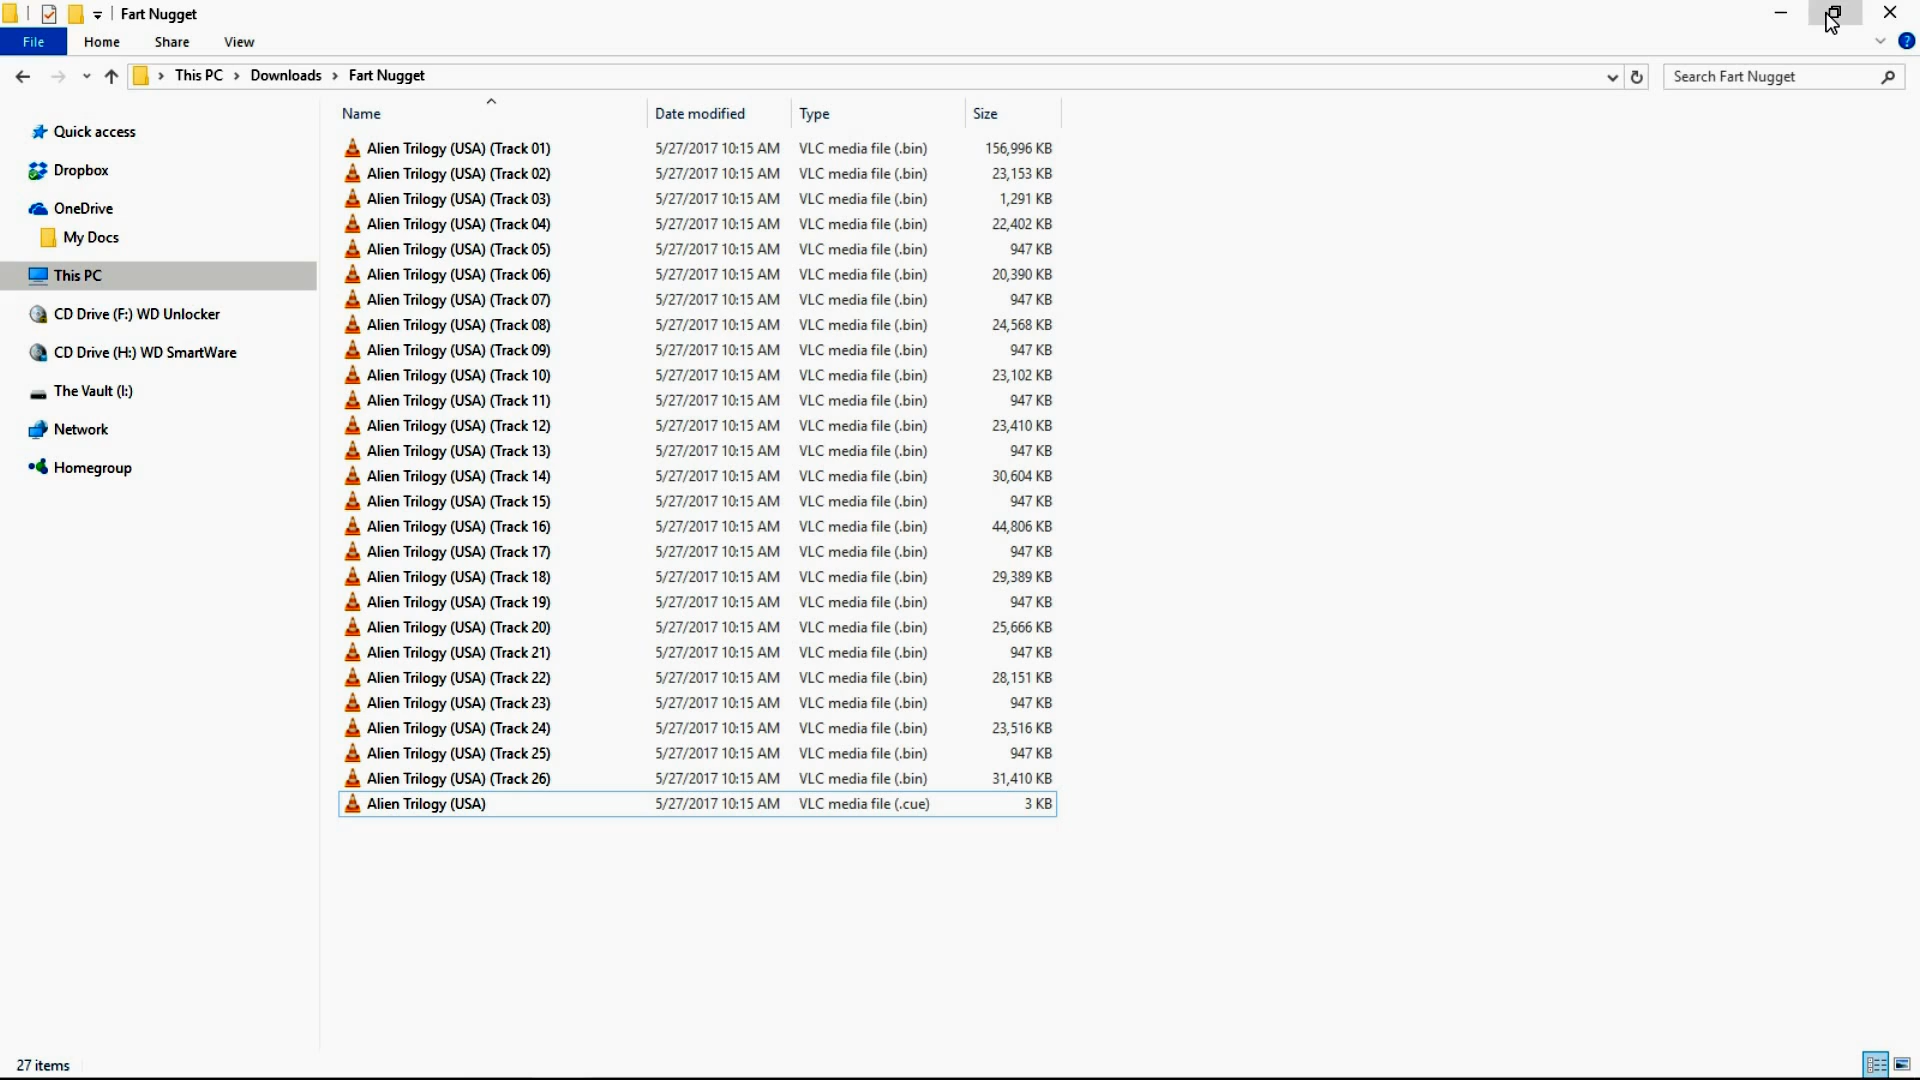 Fart Nugget
File Home Share View
This PC Downloads Fart Nugget Search Fart Nugget
Name Date modified Type Size
Quick access
Dropbox
OneDrive
My Docs
This PC
CD Drive (F:) WD Unlocker
CD Drive (H:) WD SmartWare
The Vault (I:)
Network
Homegroup
Alien Trilogy (USA) (Track 01) 5/27/2017 10:15 AM VLC media file (.bin) 156,996 KB
Alien Trilogy (USA) (Track 02) 5/27/2017 10:15 AM VLC media file (.bin) 23,153 KB
Alien Trilogy (USA) (Track 03) 5/27/2017 10:15 AM VLC media file (.bin) 1,291 KB
Alien Trilogy (USA) (Track 04) 5/27/2017 10:15 AM VLC media file (.bin) 22,402 KB
Alien Trilogy (USA) (Track 05) 5/27/2017 10:15 AM VLC media file (.bin) 947 KB
Alien Trilogy (USA) (Track 06) 5/27/2017 10:15 AM VLC media file (.bin) 20,390 KB
Alien Trilogy (USA) (Track 07) 5/27/2017 10:15 AM VLC media file (.bin) 947 KB
Alien Trilogy (USA) (Track 08) 5/27/2017 10:15 AM VLC media file (.bin) 24,568 KB
Alien Trilogy (USA) (Track 09) 5/27/2017 10:15 AM VLC media file (.bin) 947 KB
Alien Trilogy (USA) (Track 10) 5/27/2017 10:15 AM VLC media file (.bin) 23,102 KB
Alien Trilogy (USA) (Track 11) 5/27/2017 10:15 AM VLC media file (.bin) 947 KB
Alien Trilogy (USA) (Track 12) 5/27/2017 10:15 AM VLC media file (.bin) 23,410 KB
Alien Trilogy (USA) (Track 13) 5/27/2017 10:15 AM VLC media file (.bin) 947 KB
Alien Trilogy (USA) (Track 14) 5/27/2017 10:15 AM VLC media file (.bin) 30,604 KB
Alien Trilogy (USA) (Track 15) 5/27/2017 10:15 AM VLC media file (.bin) 947 KB
Alien Trilogy (USA) (Track 16) 5/27/2017 10:15 AM VLC media file (.bin) 44,806 KB
Alien Trilogy (USA) (Track 17) 5/27/2017 10:15 AM VLC media file (.bin) 947 KB
Alien Trilogy (USA) (Track 18) 5/27/2017 10:15 AM VLC media file (.bin) 29,389 KB
Alien Trilogy (USA) (Track 19) 5/27/2017 10:15 AM VLC media file (.bin) 947 KB
Alien Trilogy (USA) (Track 20) 5/27/2017 10:15 AM VLC media file (.bin) 25,666 KB
Alien Trilogy (USA) (Track 21) 5/27/2017 10:15 AM VLC media file (.bin) 947 KB
Alien Trilogy (USA) (Track 22) 5/27/2017 10:15 AM VLC media file (.bin) 28,151 KB
Alien Trilogy (USA) (Track 23) 5/27/2017 10:15 AM VLC media file (.bin) 947 KB
Alien Trilogy (USA) (Track 24) 5/27/2017 10:15 AM VLC media file (.bin) 23,516 KB
Alien Trilogy (USA) (Track 25) 5/27/2017 10:15 AM VLC media file (.bin) 947 KB
Alien Trilogy (USA) (Track 26) 5/27/2017 10:15 AM VLC media file (.bin) 31,410 KB
Alien Trilogy (USA) 5/27/2017 10:15 AM VLC media file (.cue) 3 KB
27 items